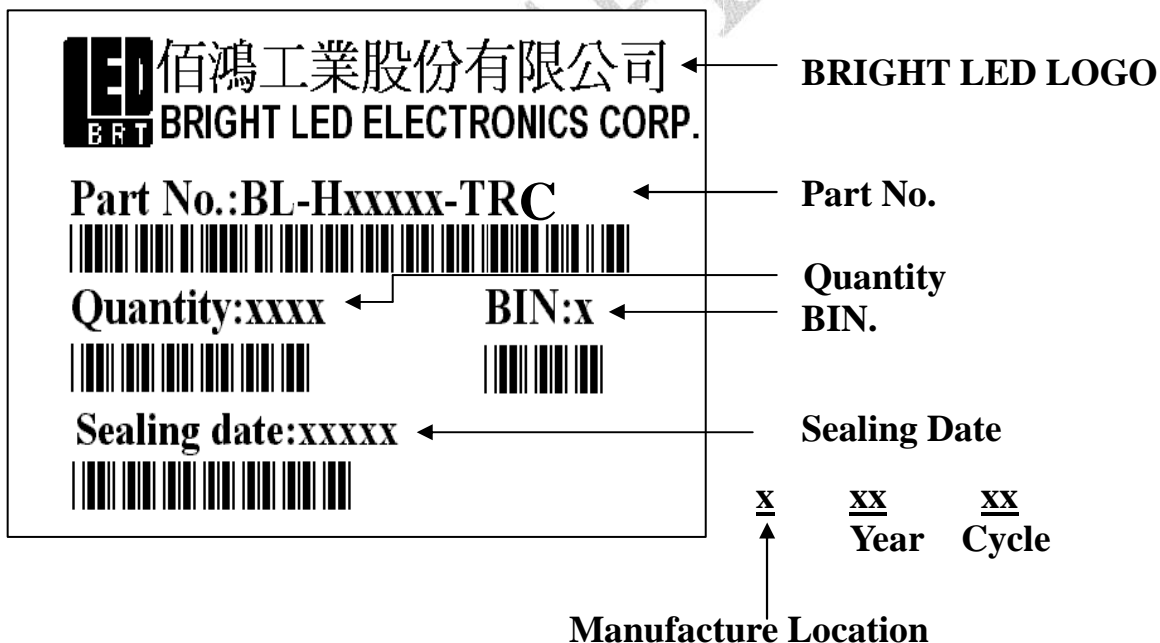 LED
BRT
佰鴻工業股份有限公司
BRIGHT LED ELECTRONICS CORP.
BRIGHT LED LOGO
Part No.:BL-Hxxxxx-TRC
Part No.
Quantity:xxxx
BIN:x
Quantity
BIN.
Sealing date:xxxxx
Sealing Date
x xx xx
Year Cycle
Manufacture Location